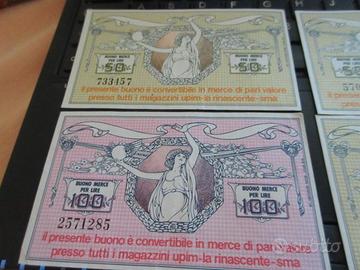 BUONO MERCE
PER LIRE
50
BUONO MERCE
PER LIRE
50
733457
il presente buono è convertibile in merce di pari valore
presso tutti i magazzini upim-la rinascente-sma
BUONO MERCE
PER LIRE
100
BUONO MERCE
PER LIRE
100
2571285
il presente buono è convertibile in merce di pari valore
presso tutti i magazzini upim-la rinascente-sma